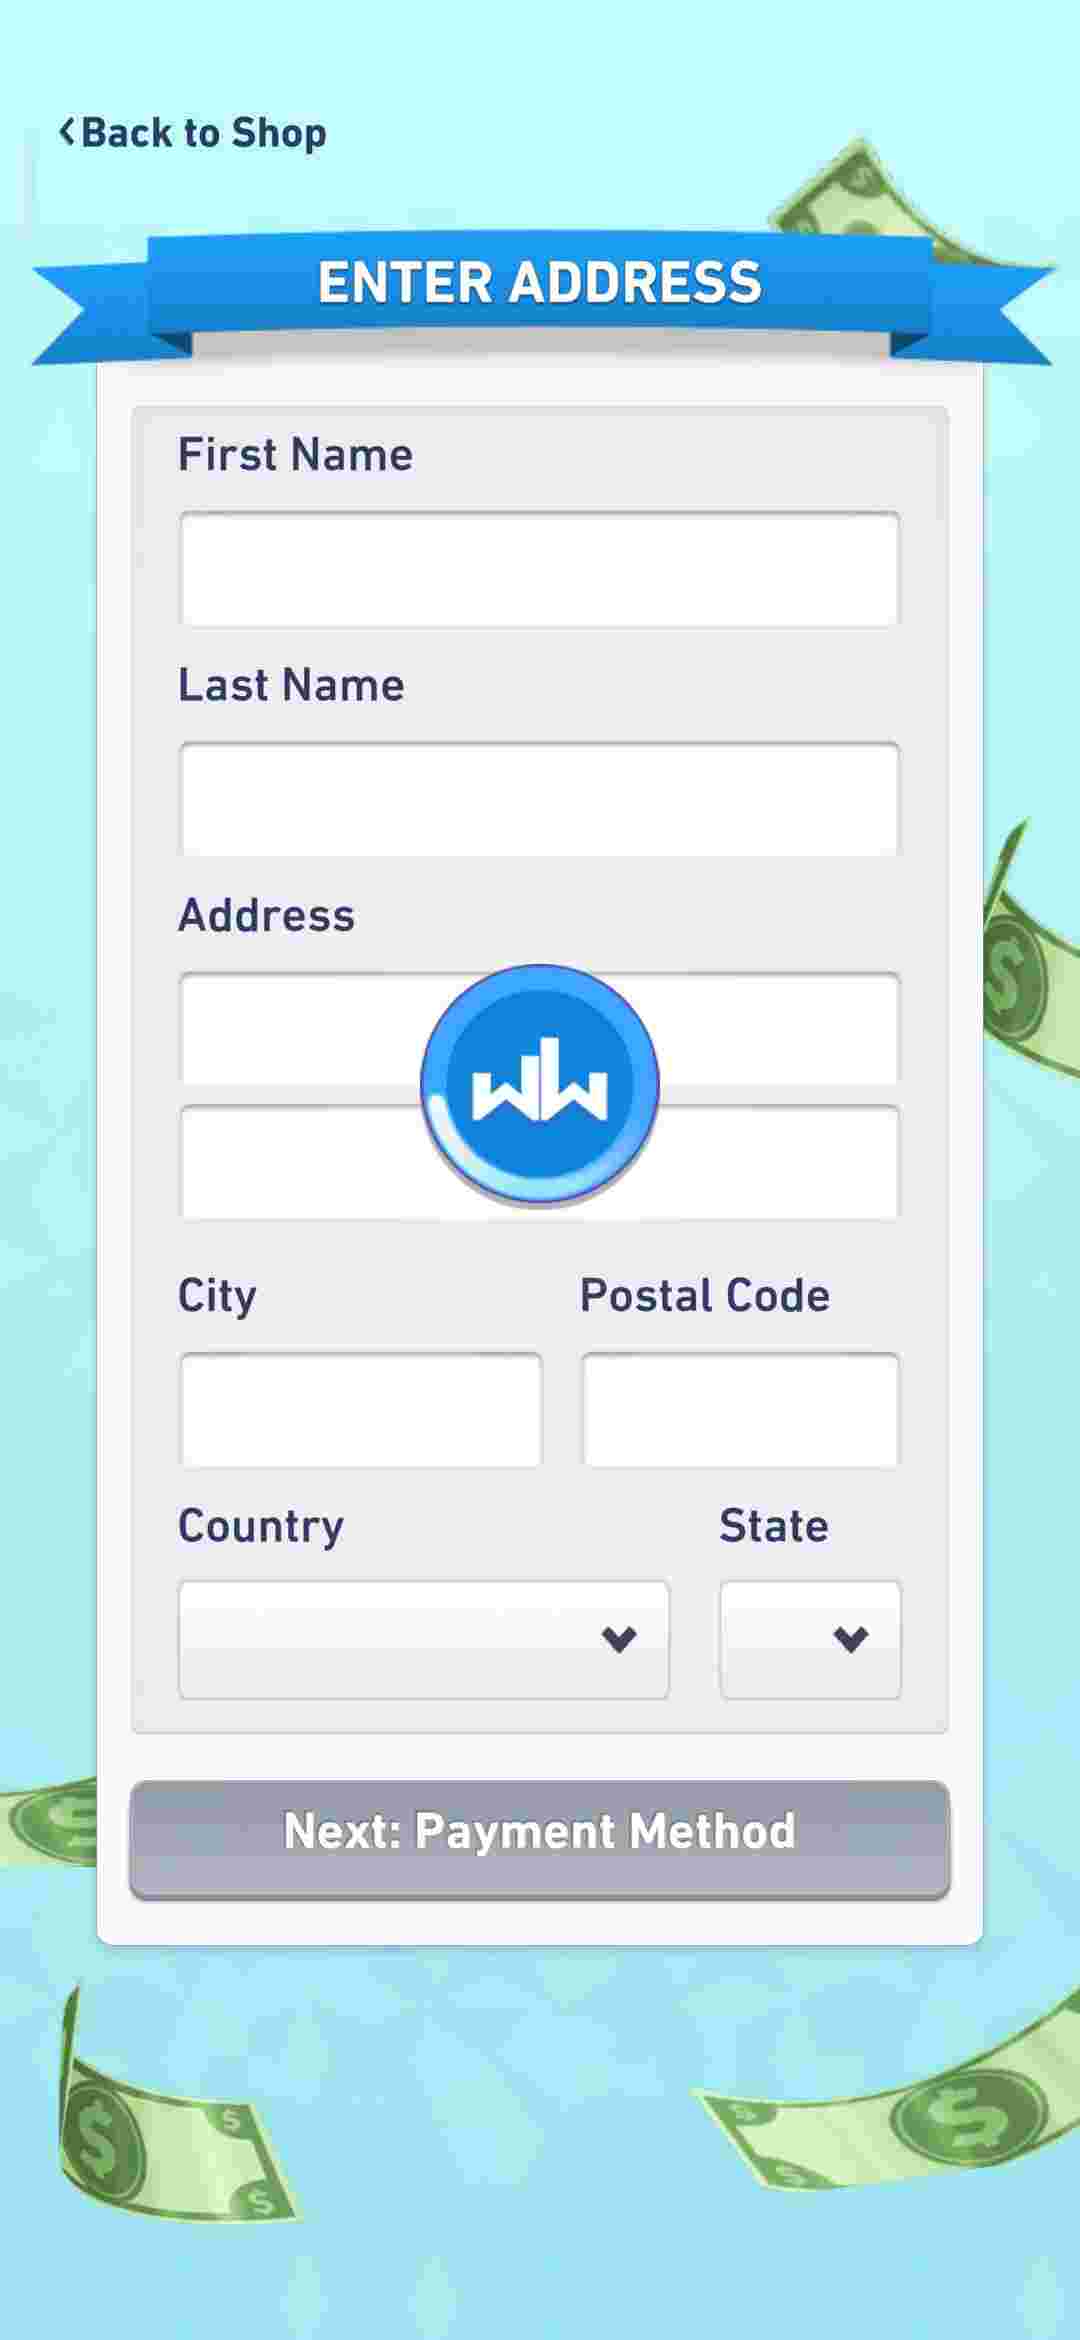 Back to Shop
ENTER ADDRESS
First Name
Last Name
Address
City
Postal Code
Country
State
Next: Payment Method